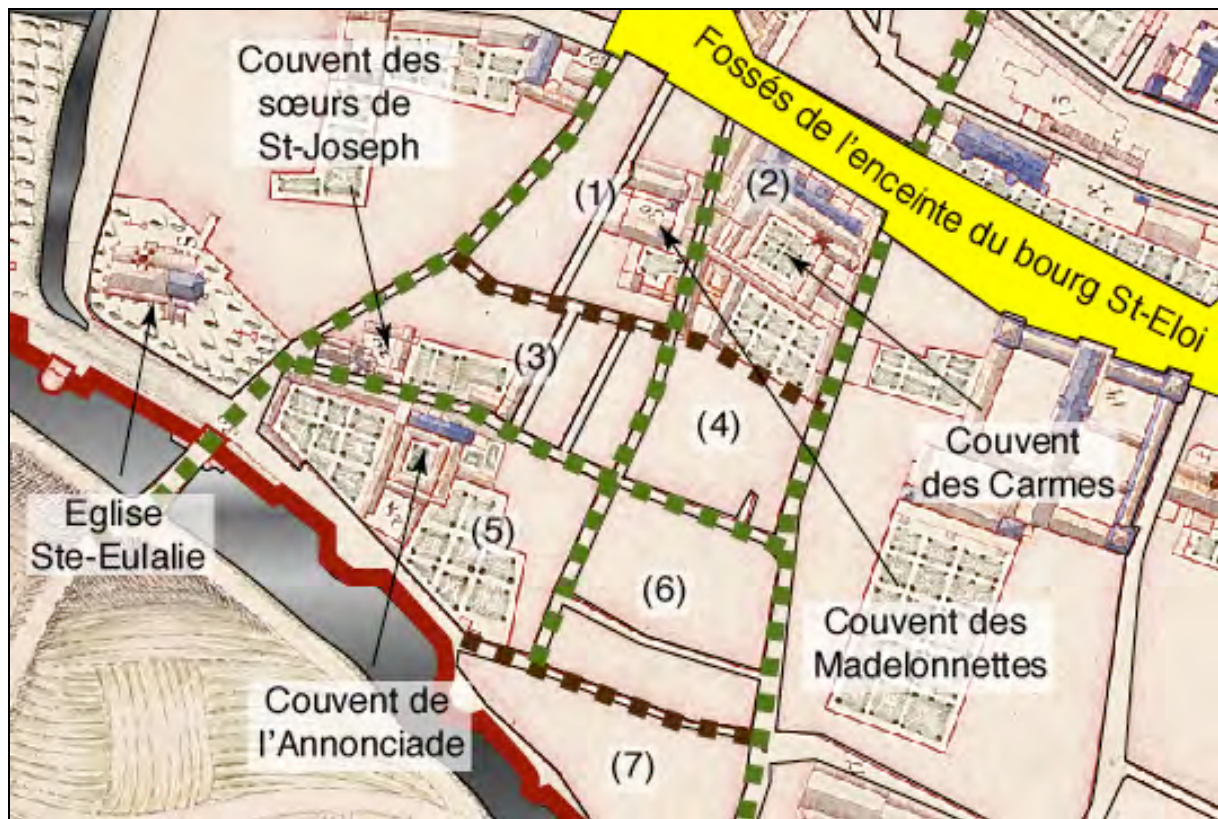 Couvent des
sœurs de
St-Joseph
Fossés de l'enceinte du bourg St-Eloi
(1)
(2)
(3)
(4)
Couvent
des Carmes
Eglise
Ste-Eulalie
(5)
(6)
Couvent des
Madelonnettes
Couvent de
l'Annonciade
(7)